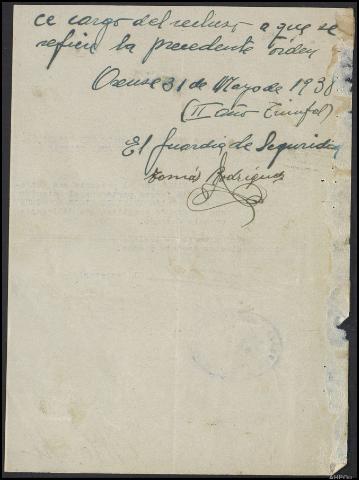 ce cargo del recluso a que se
refiere la precedente orden
Orense 31 de Mayo de 1938
(II Año Triunfal)
El Guardia de Seguridad
Tomás Rodríguez
AHPOu